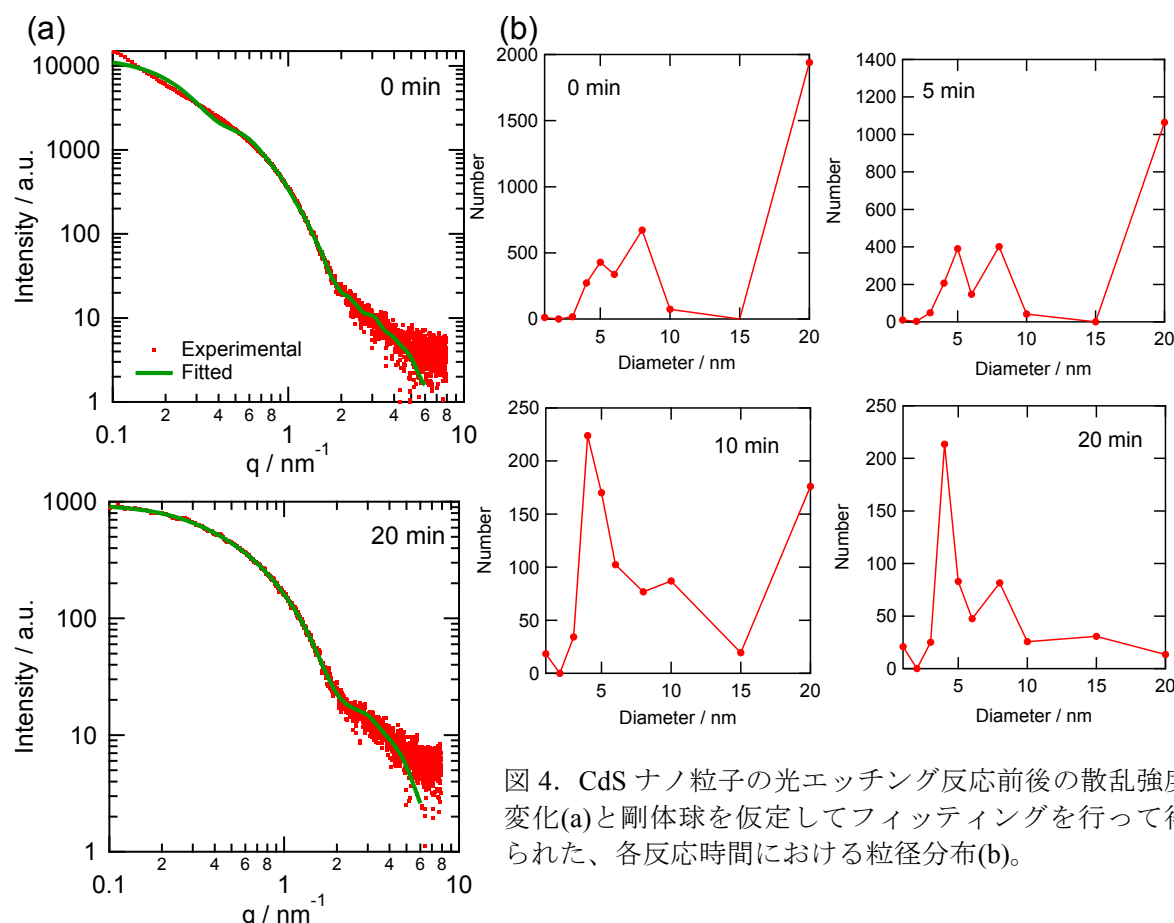 (a)
10000
1000
100
10
1
Intensity / a.u.
0 min
Experimental
Fitted
0.1
2
4
6
8
1
2
4
6
8
10
q / nm-1
1000
100
10
1
Intensity / a.u.
20 min
0.1
2
4
6
8
1
2
4
6
8
10
q / nm-1
(b)
2000
1500
1000
500
0
Number
0 min
5
10
15
20
Diameter / nm
1400
1200
1000
800
600
400
200
0
Number
5 min
5
10
15
20
Diameter / nm
250
200
150
100
50
0
Number
10 min
5
10
15
20
Diameter / nm
250
200
150
100
50
0
Number
20 min
5
10
15
20
Diameter / nm
図 4. CdS ナノ粒子の光エッチング反応前後の散乱強度
変化(a)と剛体球を仮定してフィッティングを行って得
られた、各反応時間における粒径分布(b)。